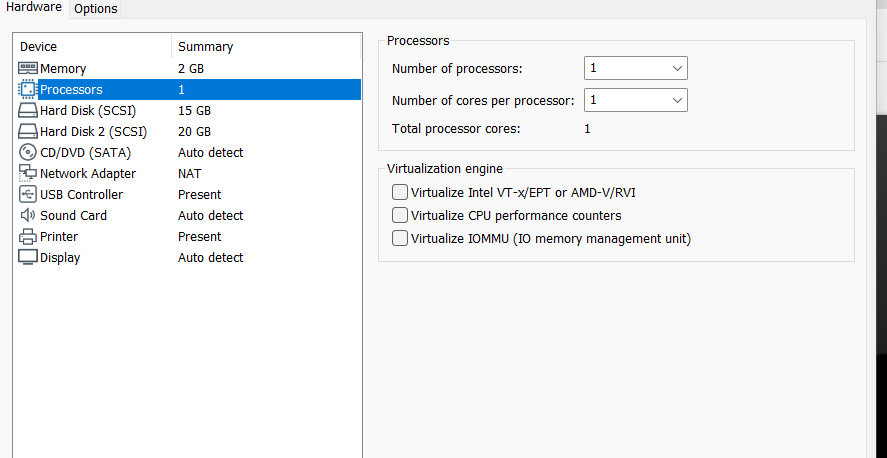 Hardware Options
Device Summary
Memory 2 GB
Processors 1
Hard Disk (SCSI) 15 GB
Hard Disk 2 (SCSI) 20 GB
CD/DVD (SATA) Auto detect
Network Adapter NAT
USB Controller Present
Sound Card Auto detect
Printer Present
Display Auto detect
Processors
Number of processors: 1
Number of cores per processor: 1
Total processor cores: 1
Virtualization engine
Virtualize Intel VT-x/EPT or AMD-V/RVI
Virtualize CPU performance counters
Virtualize IOMMU (IO memory management unit)